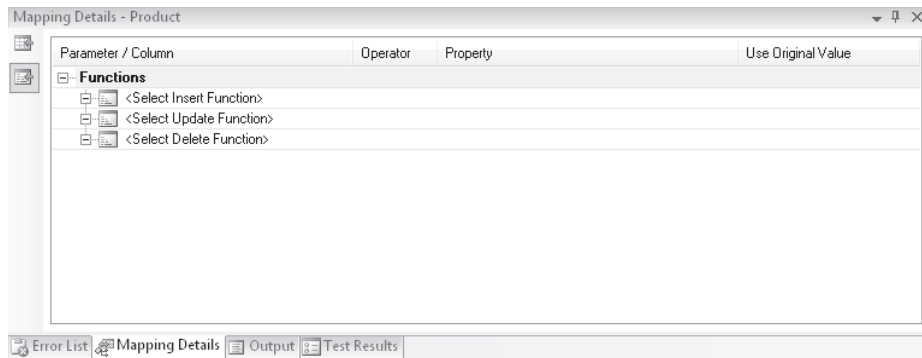 Mapping Details - Product
Parameter / Column Operator Property Use Original Value
Functions
<Select Insert Function>
<Select Update Function>
<Select Delete Function>
Error List Mapping Details Output Test Results